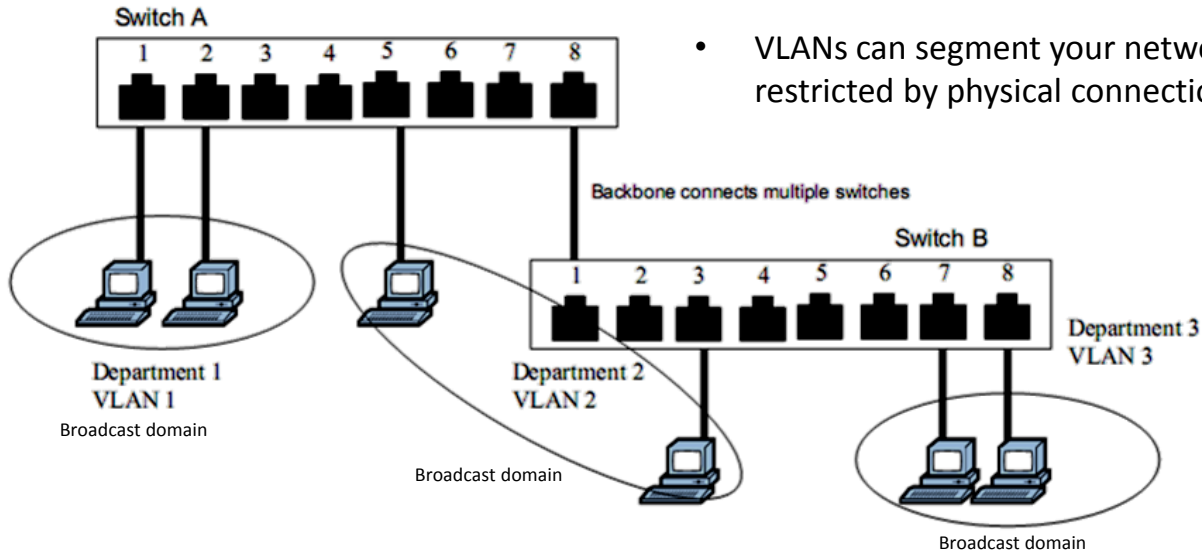 Switch A
1 2 3 4 5 6 7 8
• VLANs can segment your netwo
restricted by physical connectio
Backbone connects multiple switches
Switch B
1 2 3 4 5 6 7 8
Department 3
VLAN 3
Department 1
VLAN 1
Broadcast domain
Department 2
VLAN 2
Broadcast domain
Broadcast domain